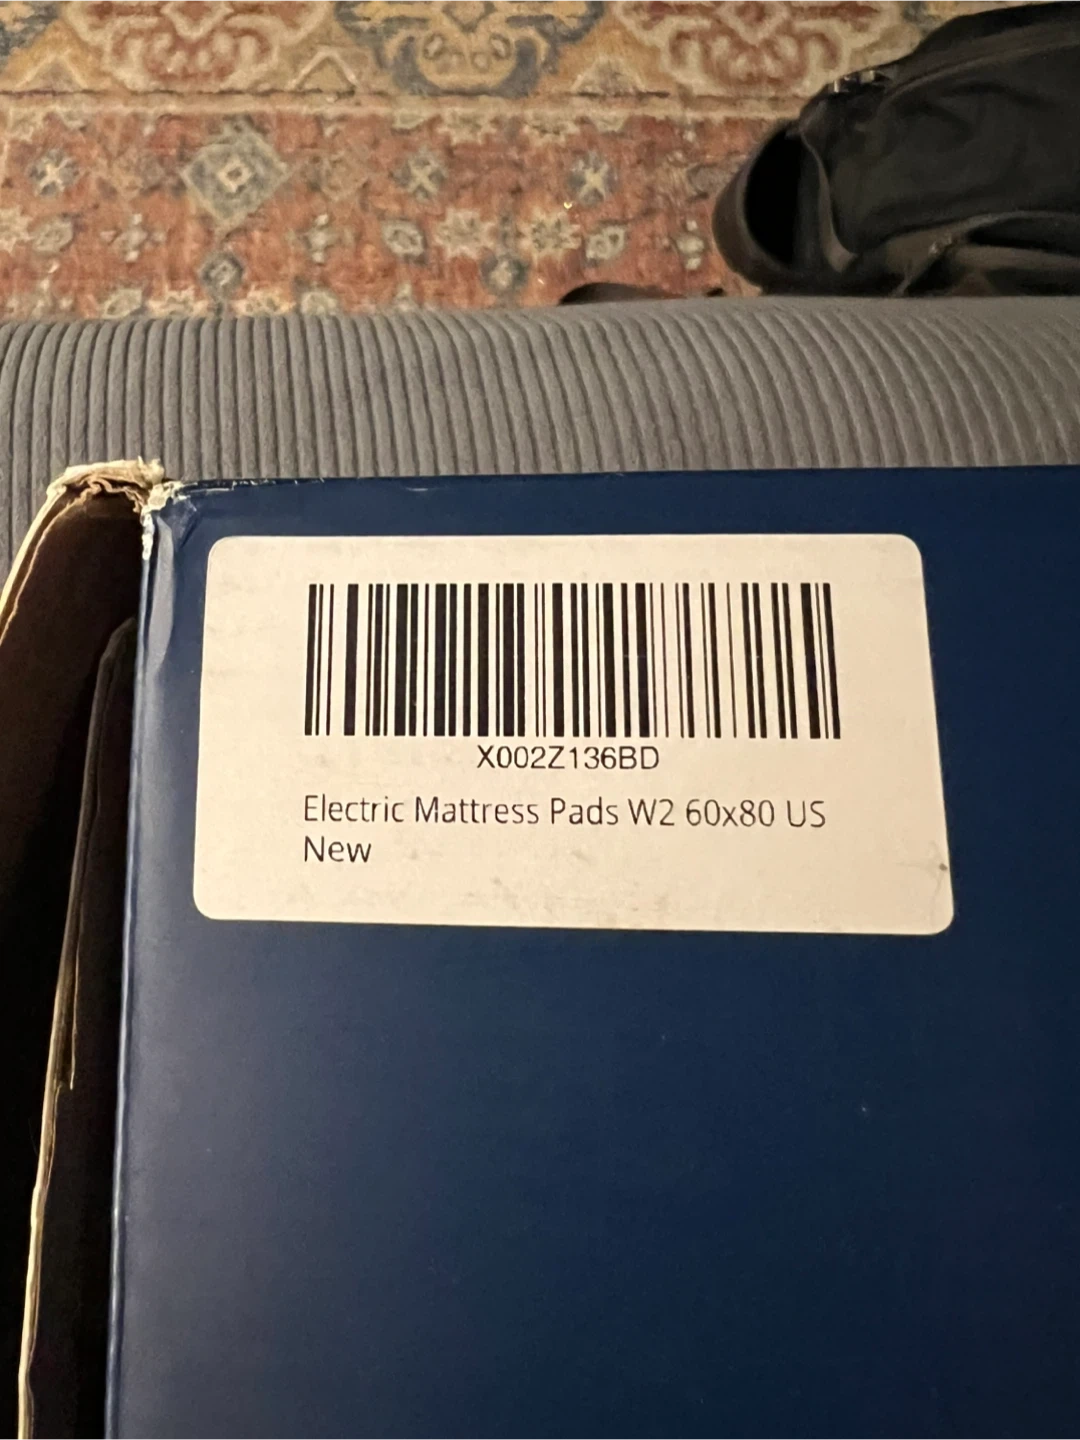 X002Z136BD
Electric Mattress Pads W2 60x80 US
New